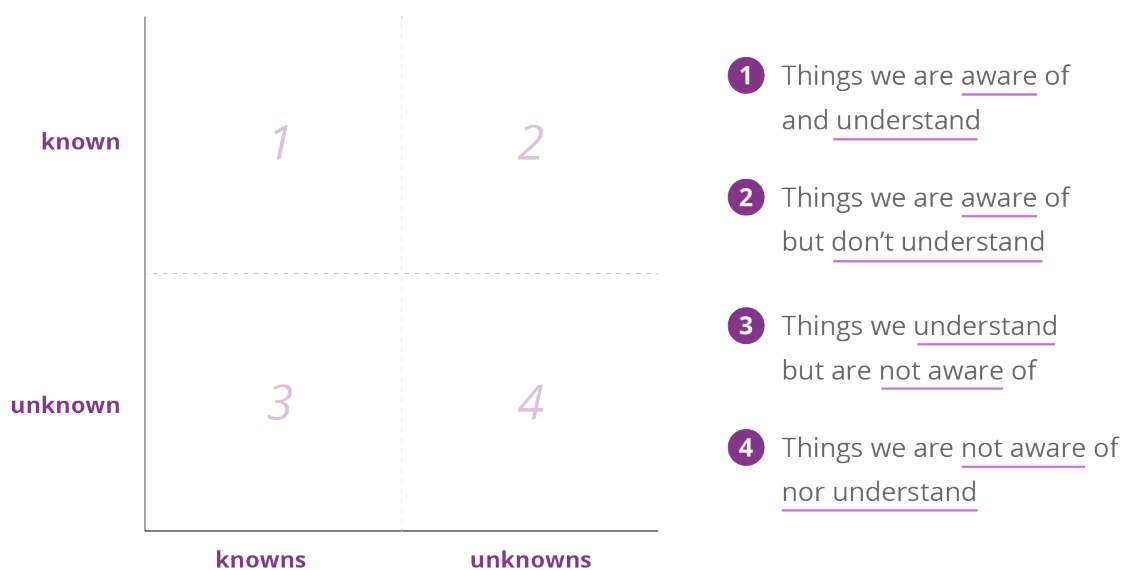 known
1
2
unknown
3
4
knowns
unknowns
1 Things we are aware of
and understand
2 Things we are aware of
but don’t understand
3 Things we understand
but are not aware of
4 Things we are not aware of
nor understand